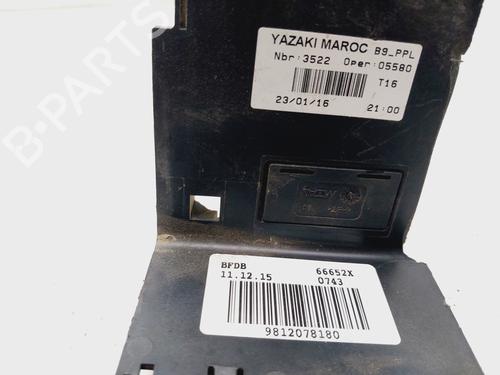 YAZAKI MAROC B9_PPL
Nbr:3522 Oper:05580
T16
23/01/16 21:00
BFDB 66652X
11.12.15 0743
9812078180